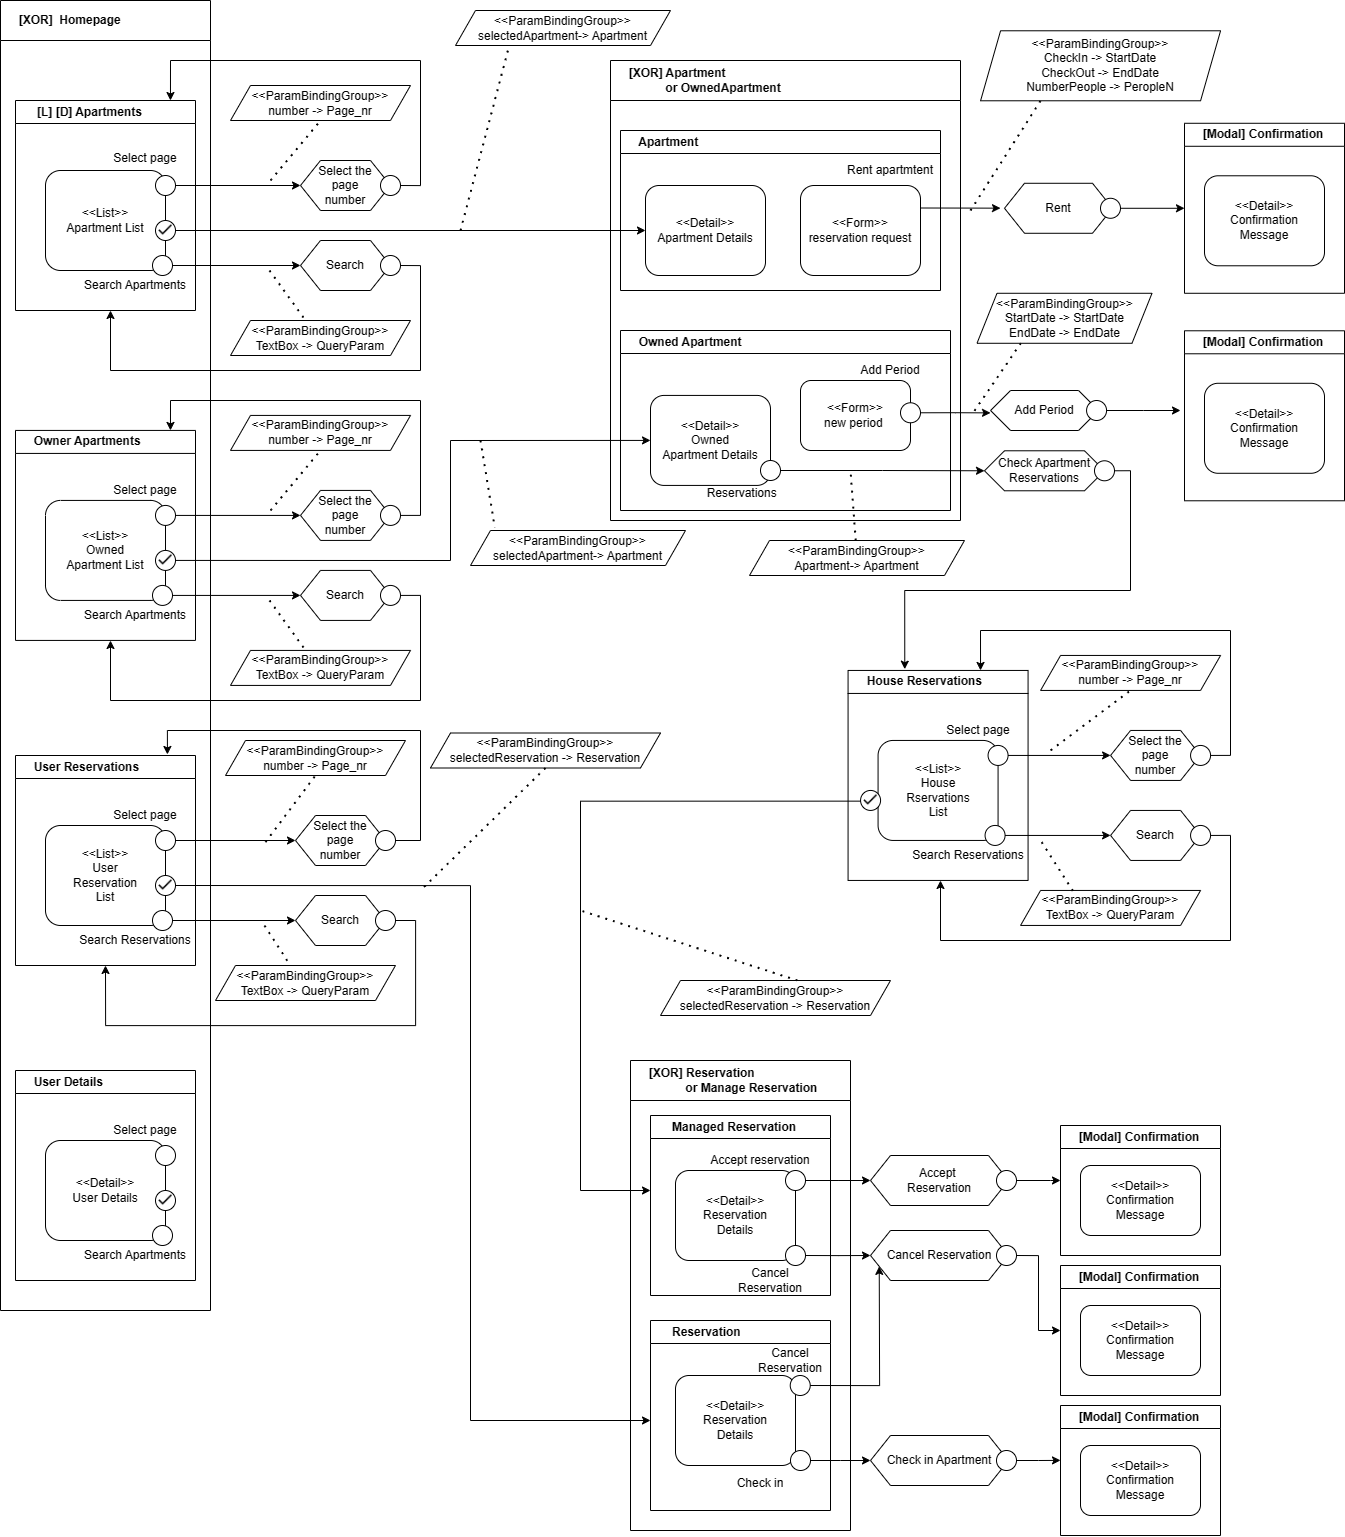 [XOR] Homepage
<<ParamBindingGroup>>
selectedApartment-> Apartment
<<ParamBindingGroup>>
CheckIn -> StartDate
CheckOut -> EndDate
NumberPeople -> PeropleN
[XOR] Apartment
or OwnedApartment
[L] [D] Apartments
<<ParamBindingGroup>>
number -> Page_nr
Select page
Select the
page
number
<<List>>
Apartment List
Search
Search Apartments
<<ParamBindingGroup>>
TextBox -> QueryParam
Apartment
Rent apartmtent
<<Detail>>
Apartment Details
<<Form>>
reservation request
Rent
[Modal] Confirmation
<<Detail>>
Confirmation
Message
<<ParamBindingGroup>>
StartDate -> StartDate
EndDate -> EndDate
Owned Apartment
Add Period
<<Form>>
new period
<<Detail>>
Owned
Apartment Details
Reservations
Add Period
Check Apartment
Reservations
[Modal] Confirmation
<<Detail>>
Confirmation
Message
Owner Apartments
<<ParamBindingGroup>>
number -> Page_nr
Select page
Select the
page
number
<<List>>
Owned
Apartment List
Search
Search Apartments
<<ParamBindingGroup>>
TextBox -> QueryParam
<<ParamBindingGroup>>
selectedApartment-> Apartment
<<ParamBindingGroup>>
Apartment-> Apartment
House Reservations
<<ParamBindingGroup>>
number -> Page_nr
Select page
Select the
page
number
<<List>>
House
Rservations
List
Search
Search Reservations
<<ParamBindingGroup>>
TextBox -> QueryParam
User Reservations
<<ParamBindingGroup>>
number -> Page_nr
<<ParamBindingGroup>>
selectedReservation -> Reservation
Select page
Select the
page
number
<<List>>
User
Reservation
List
Search
Search Reservations
<<ParamBindingGroup>>
TextBox -> QueryParam
<<ParamBindingGroup>>
selectedReservation -> Reservation
User Details
Select page
<<Detail>>
User Details
Search Apartments
[XOR] Reservation
or Manage Reservation
Managed Reservation
Accept reservation
<<Detail>>
Reservation
Details
Cancel
Reservation
Accept
Reservation
Cancel Reservation
[Modal] Confirmation
<<Detail>>
Confirmation
Message
[Modal] Confirmation
<<Detail>>
Confirmation
Message
Reservation
Cancel
Reservation
<<Detail>>
Reservation
Details
Check in
Check in Apartment
[Modal] Confirmation
<<Detail>>
Confirmation
Message